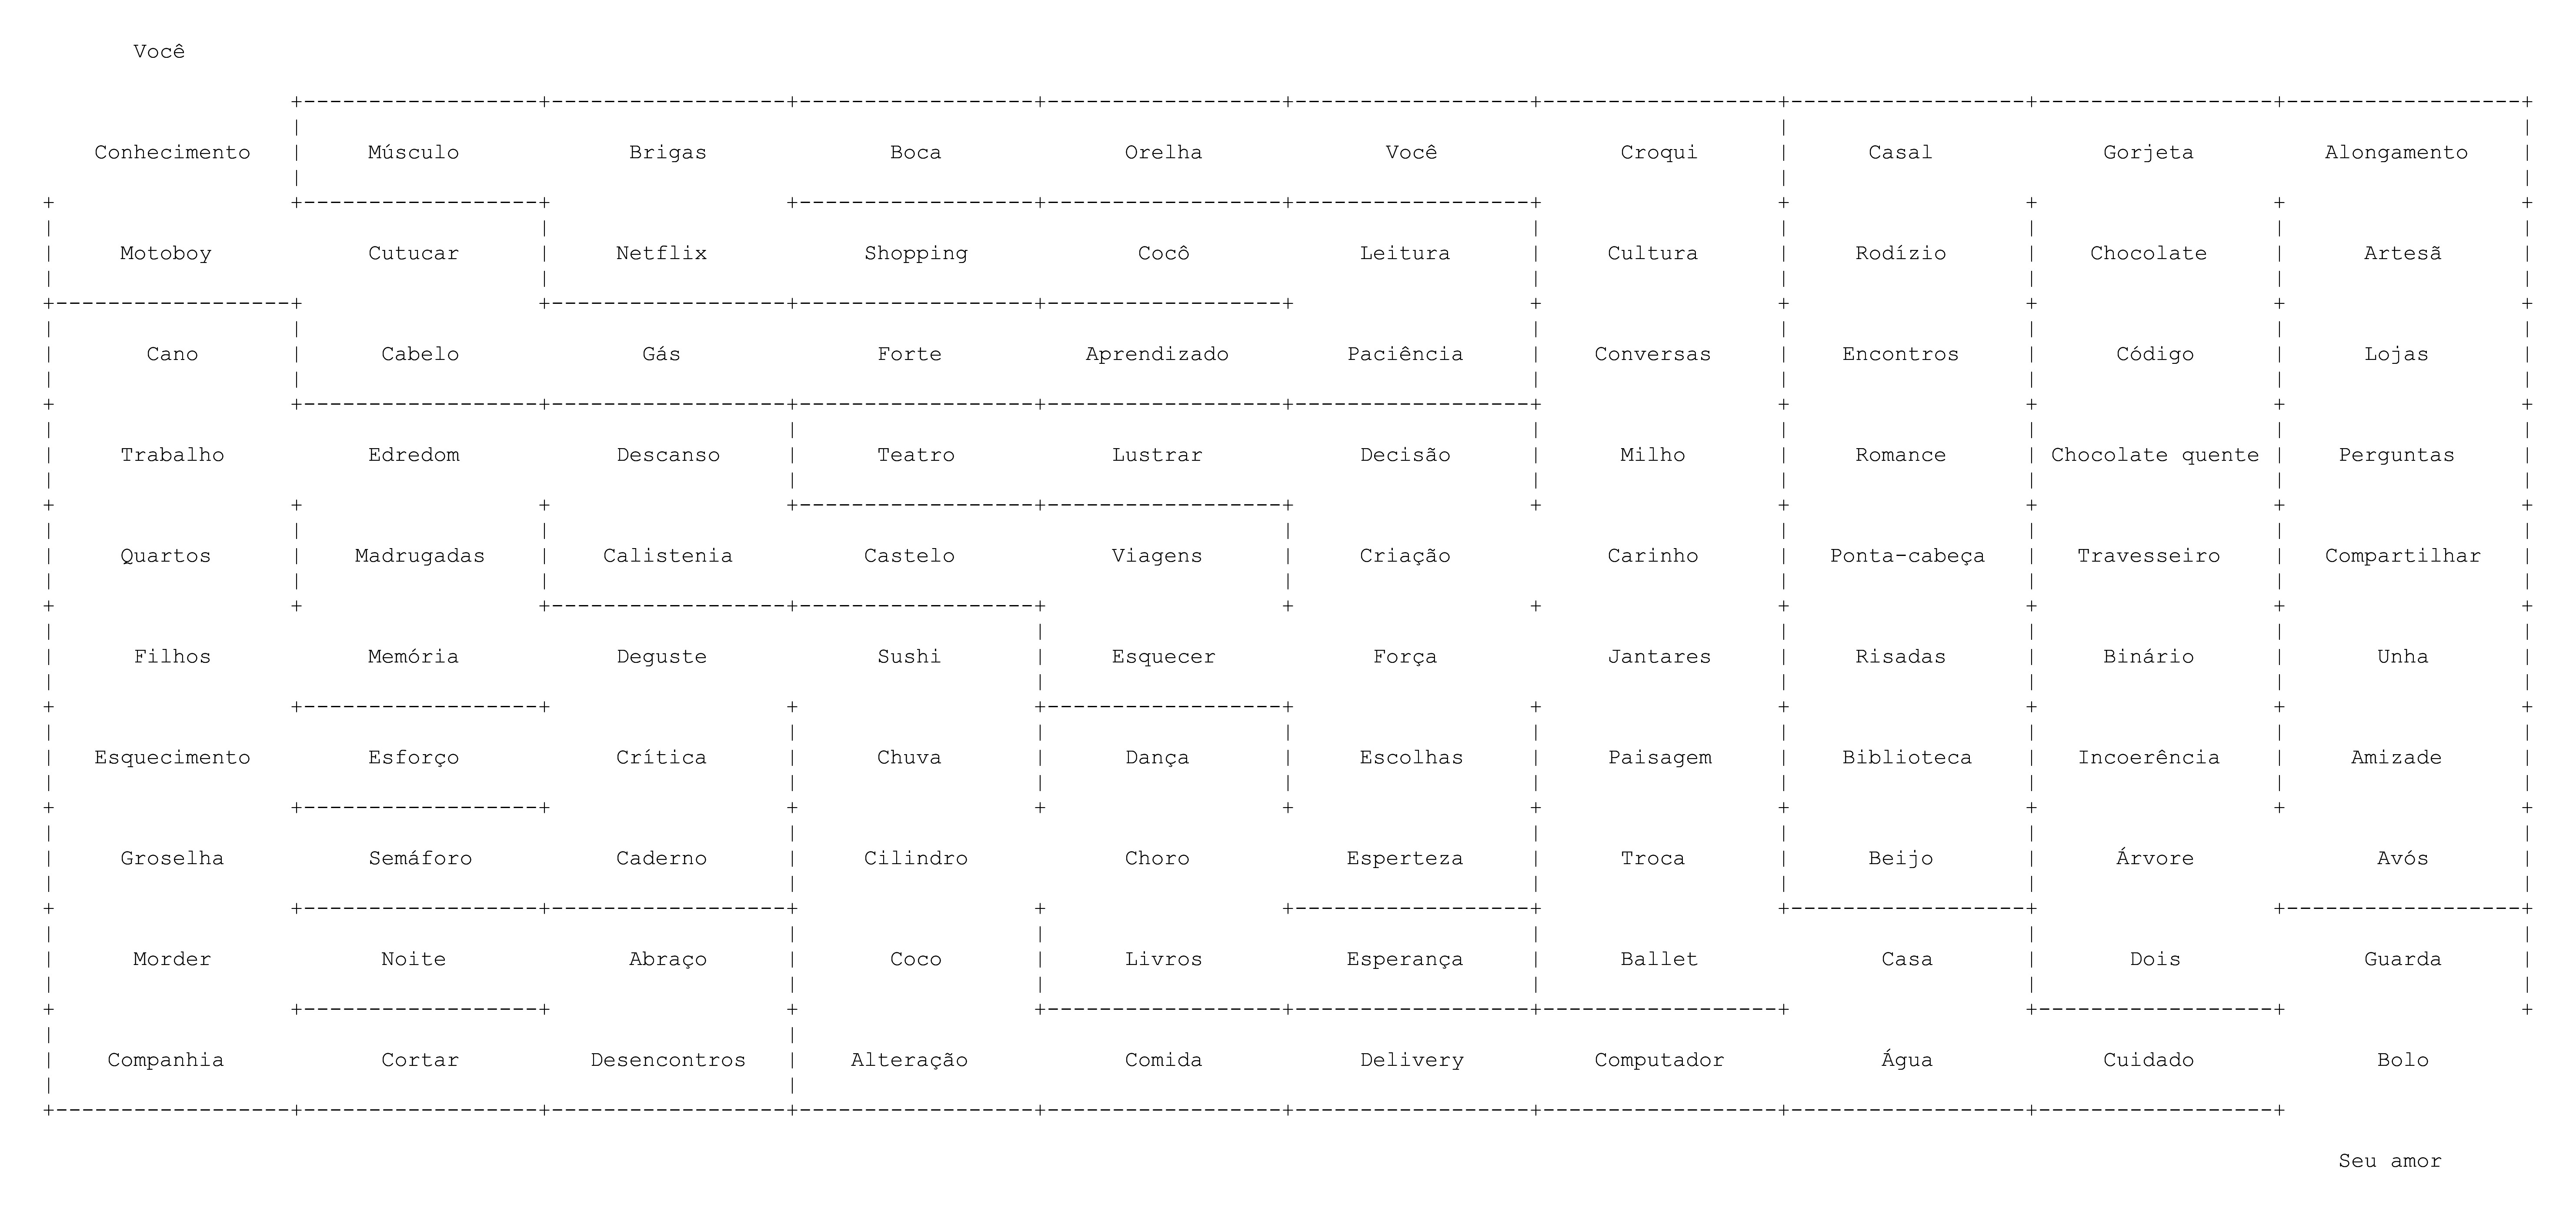 Você
Conhecimento Músculo Brigas Boca Orelha Você Croqui Casal Gorjeta Alongamento
Motoboy Cutucar Netflix Shopping Cocô Leitura Cultura Rodízio Chocolate Artesã
Cano Cabelo Gás Forte Aprendizado Paciência Conversas Encontros Código Lojas
Trabalho Edredom Descanso Teatro Lustrar Decisão Milho Romance Chocolate quente Perguntas
Quartos Madrugadas Calistenia Castelo Viagens Criação Carinho Ponta-cabeça Travesseiro Compartilhar
Filhos Memória Deguste Sushi Esquecer Força Jantares Risadas Binário Unha
Esquecimento Esforço Crítica Chuva Dança Escolhas Paisagem Biblioteca Incoerência Amizade
Groselha Semáforo Caderno Cilindro Choro Esperteza Troca Beijo Árvore Avós
Morder Noite Abraço Coco Livros Esperança Ballet Casa Dois Guarda
Companhia Cortar Desencontros Alteração Comida Delivery Computador Água Cuidado Bolo
Seu amor